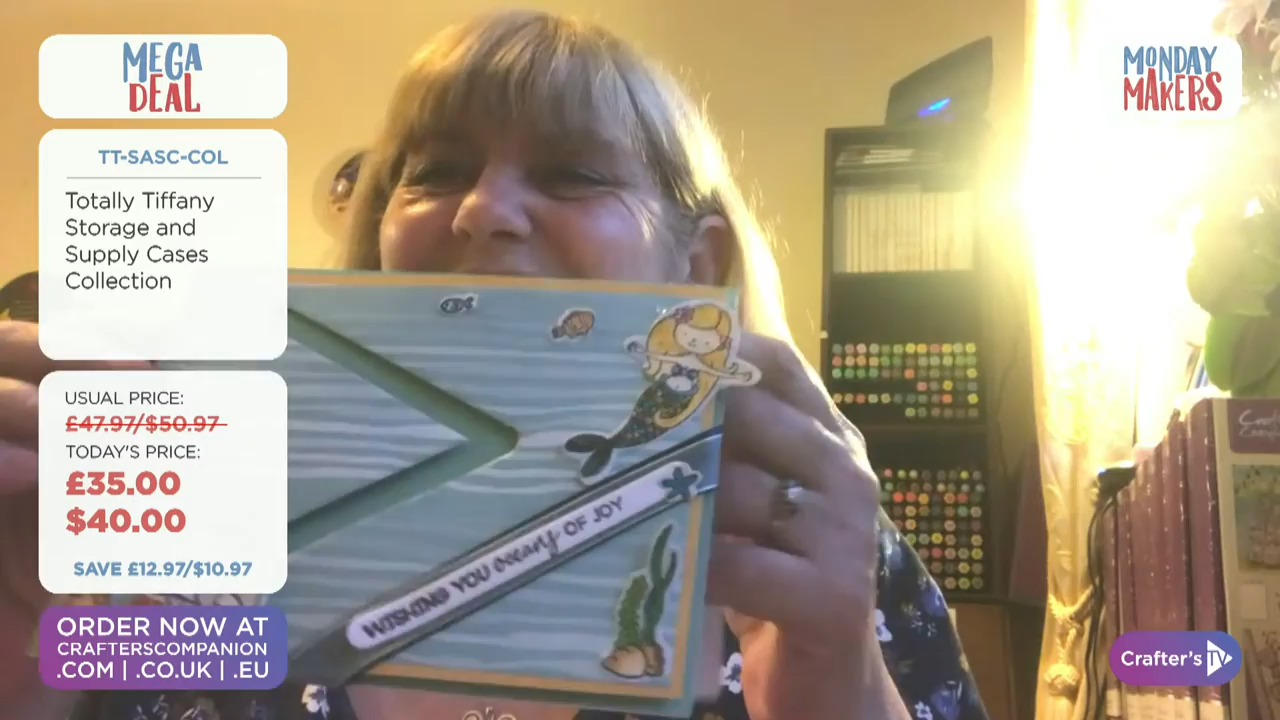 MEGA
DEAL
TT-SASC-COL
Totally Tiffany
Storage and
Supply Cases
Collection
USUAL PRICE:
£47.97/$50.97
TODAY'S PRICE:
£35.00
$40.00
SAVE £12.97/$10.97
ORDER NOW AT
CRAFTERSCOMPANION
.COM | .CO.UK | .EU
WISHING YOU oceans OF JOY
MONDAY
MAKERS
Crafter's TV